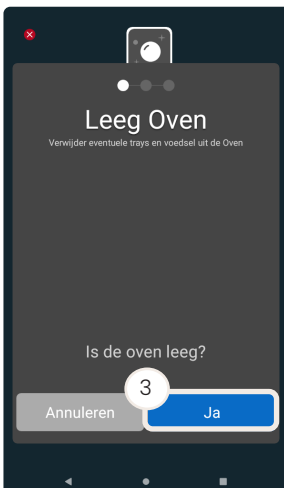 Leeg Oven
Verwijder eventuele trays en voedsel uit de Oven
Is de oven leeg?
3
Annuleren
Ja